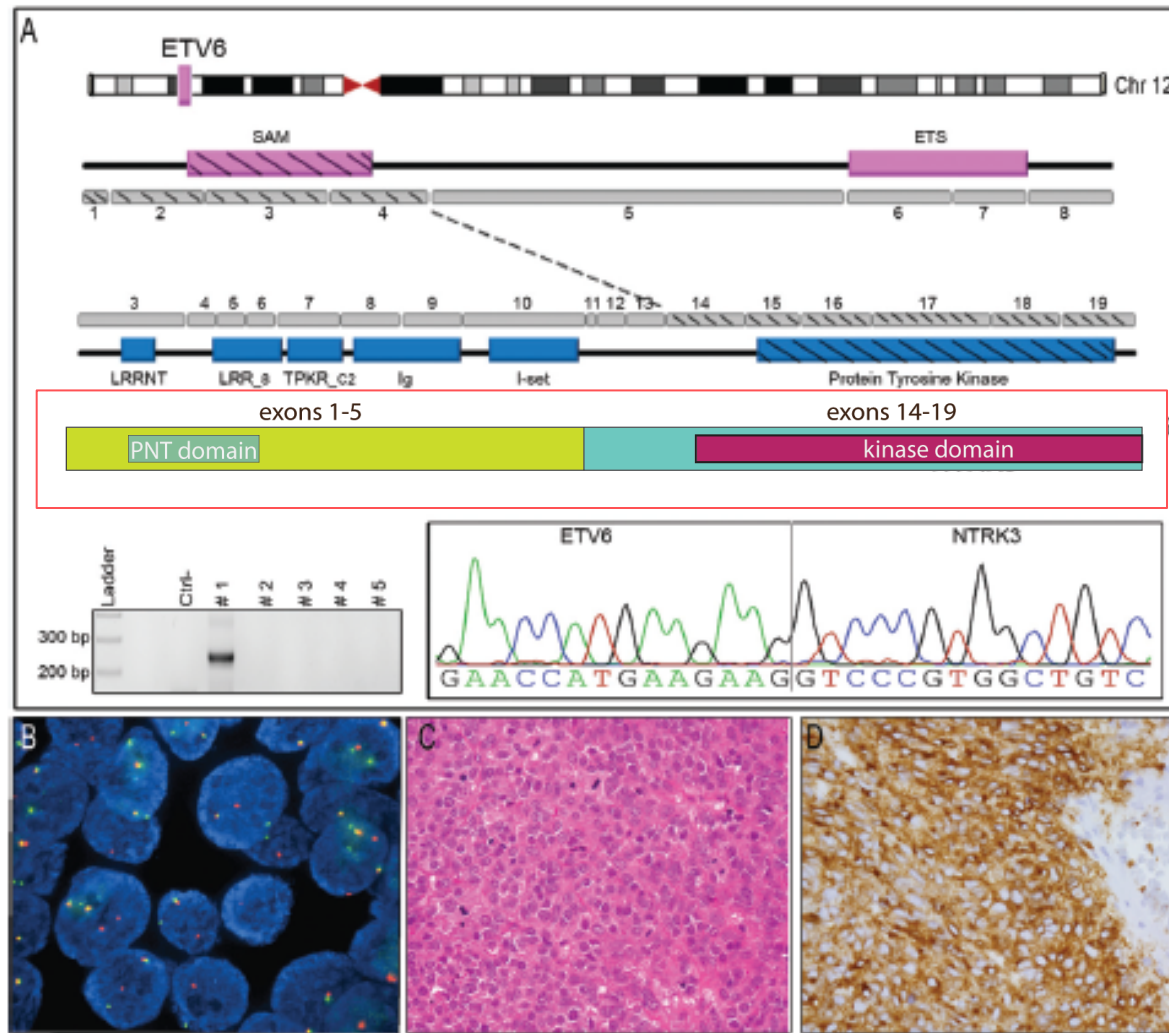 A
ETV6
Chr 12
SAM
ETS
1 2 3 4 5 6 7 8
3 4 5 6 7 8 9 10 11 12 13 14 15 16 17 18 19
LRRNT LRR_8 TPKR_C2 Ig I-set Protein Tyrosine Kinase
exons 1-5 exons 14-19
PNT domain kinase domain
Ladder
Ctrl-
# 1
# 2
# 3
# 4
# 5
300 bp
200 bp
ETV6 NTRK3
GAACCATGAAGAAGGTCCCGTGGCTGTC
B
C
D